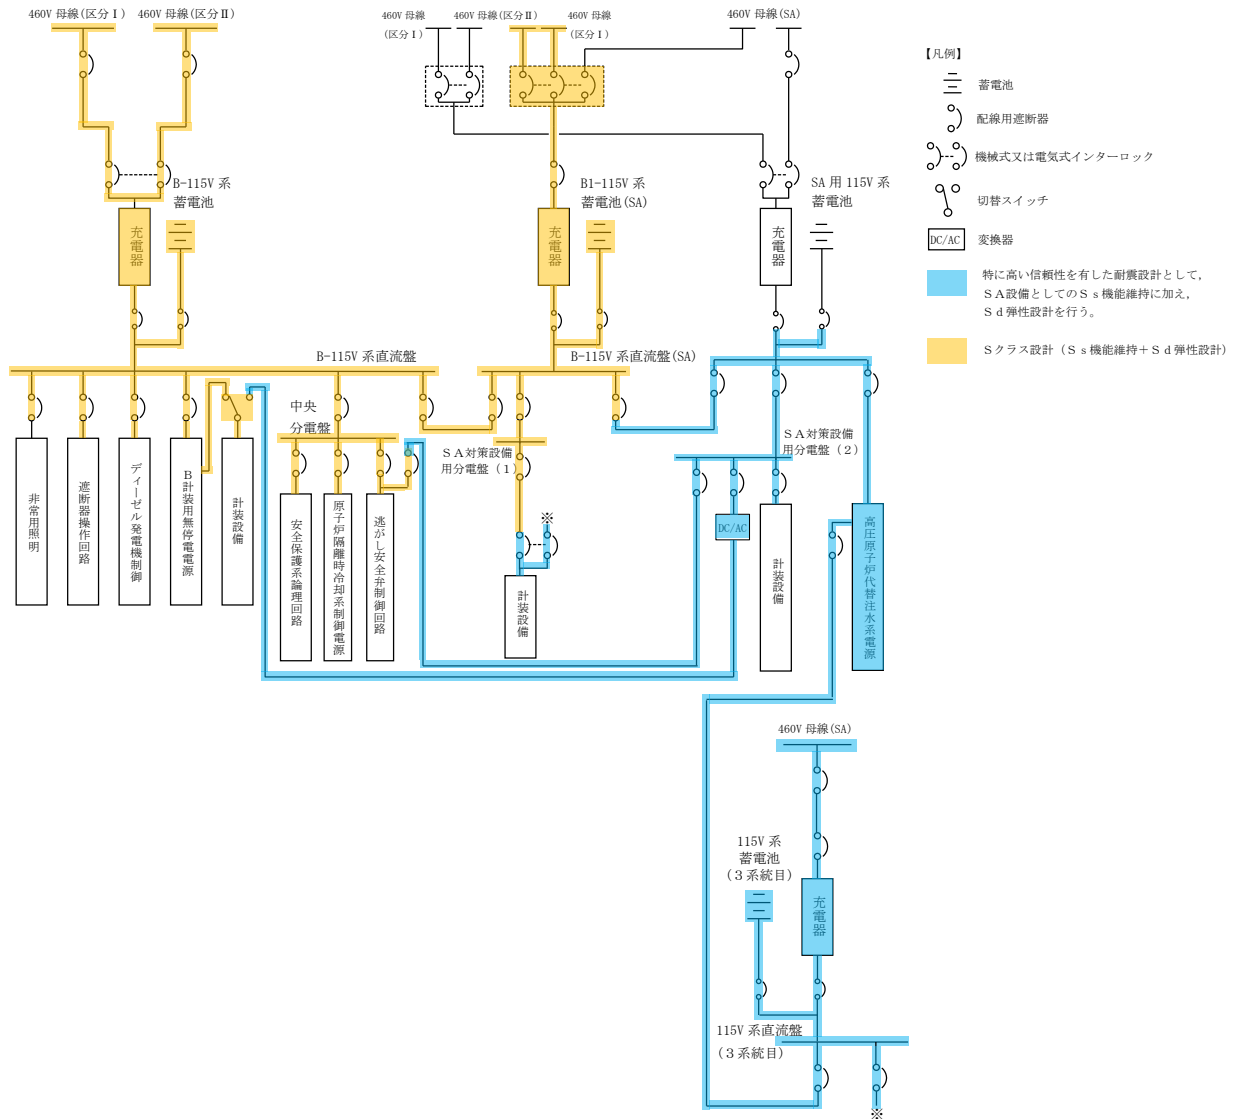 460V 母線(区分Ⅰ)
460V 母線(区分Ⅱ)
460V 母線
(区分Ⅰ)
460V 母線(区分Ⅱ)
460V 母線
(区分Ⅰ)
460V 母線(SA)
【凡例】
蓄電池
配線用遮断器
機械式又は電気式インターロック
切替スイッチ
DC/AC
変換器
特に高い信頼性を有した耐震設計として,
ＳＡ設備としてのＳｓ機能維持に加え,
Ｓｄ弾性設計を行う。
Ｓクラス設計（Ｓｓ機能維持＋Ｓｄ弾性設計）
B-115V 系
蓄電池
B1-115V 系
蓄電池(SA)
SA 用 115V 系
蓄電池
充電器
充電器
充電器
B-115V 系直流盤
B-115V 系直流盤(SA)
中央
分電盤
ＳＡ対策設備
用分電盤（1）
ＳＡ対策設備
用分電盤（2）
非常用照明
遮断器操作回路
ディーゼル発電機制御
Ｂ計装用無停電電源
計装設備
安全保護系論理回路
原子炉隔離時冷却系制御電源
逃がし安全弁制御回路
※
計装設備
DC/AC
計装設備
高圧原子炉代替注水系電源
460V 母線(SA)
115V 系
蓄電池
(３系統目)
充電器
115V 系直流盤
(３系統目)
※